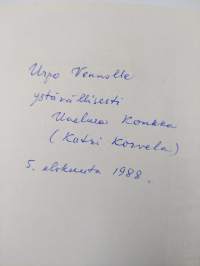 Urpo Vennolle
ystävällisesti
Unelma Konkka
(Katri Korvela)
5. elokuuta 1988.